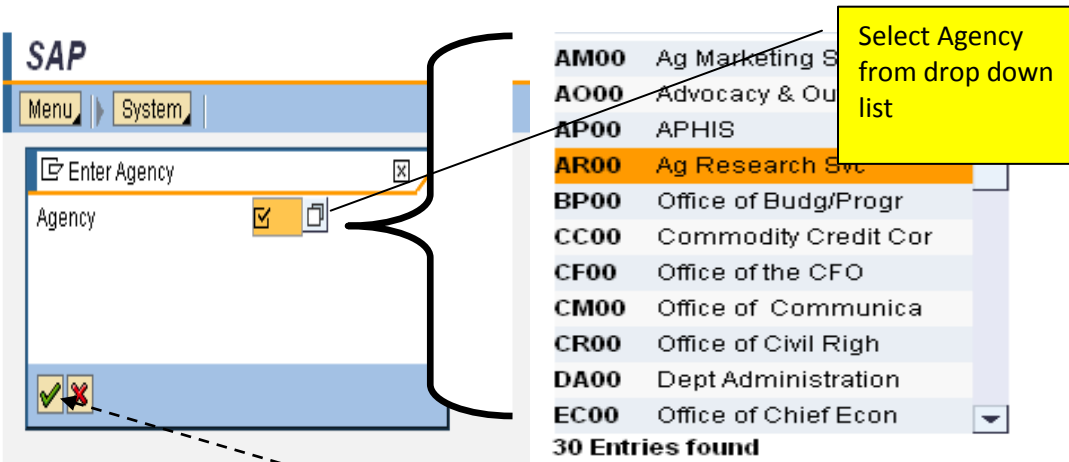 SAP
Menu System
Enter Agency
Agency
Select Agency
from drop down
list
AM00 Ag Marketing S
AO00 Advocacy & Ou
AP00 APHIS
AR00 Ag Research Svc
BP00 Office of Budg/Progr
CC00 Commodity Credit Cor
CF00 Office of the CFO
CM00 Office of Communica
CR00 Office of Civil Righ
DA00 Dept Administration
EC00 Office of Chief Econ
30 Entries found